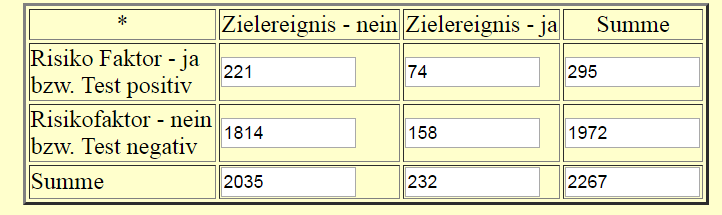 * Zielereignis - nein Zielereignis - ja Summe
Risiko Faktor - ja
bzw. Test positiv
221 74 295
Risikofaktor - nein
bzw. Test negativ
1814 158 1972
Summe 2035 232 2267